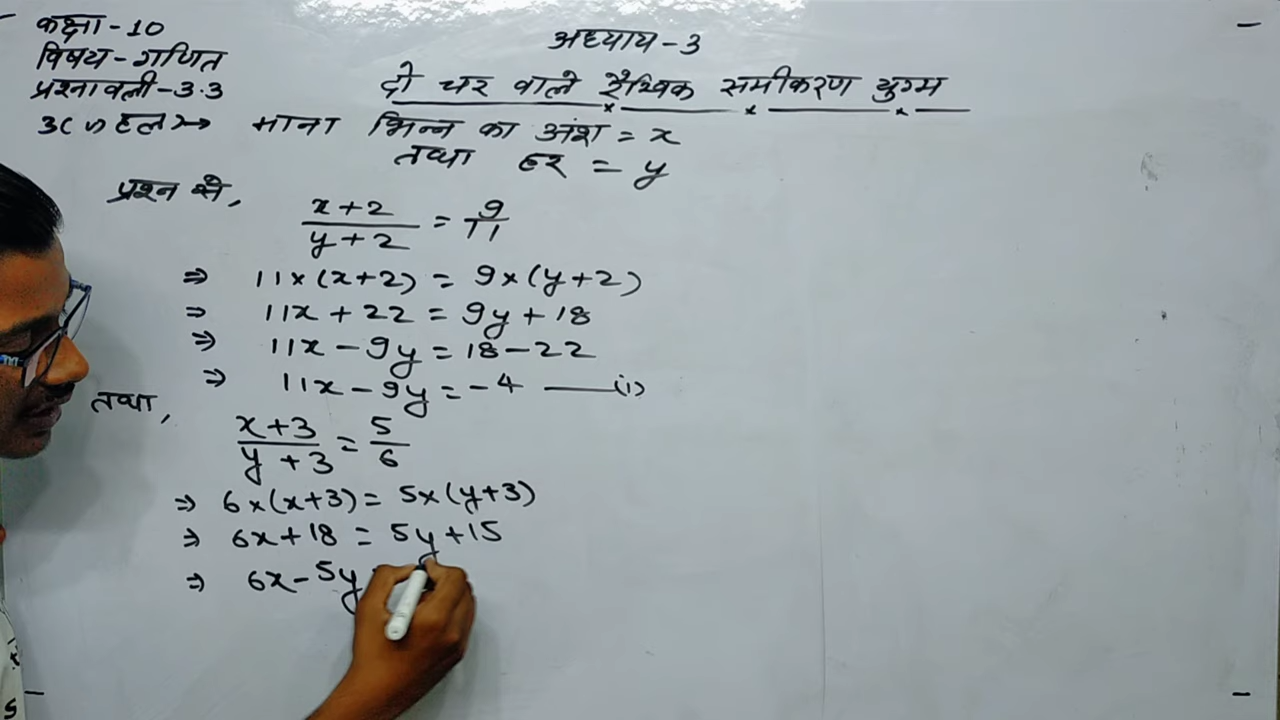 कक्षा-10
विषय-गणित
प्रश्नावली-3.3
अध्याय-3
दो चर वाले रैखिक समीकरण युग्म
3(v) हल→ माना भिन्न का अंश = x
तथा हर = y
प्रश्न से,
x+2/y+2 = 9/11
⇒ 11×(x+2) = 9×(y+2)
⇒ 11x + 22 = 9y+18
⇒ 11x - 9y = 18-22
⇒ 11x - 9y = -4 —(i)
तथा,
x+3/y+3 = 5/6
⇒ 6×(x+3) = 5×(y+3)
⇒ 6x+18 = 5y+15
⇒ 6x-5y